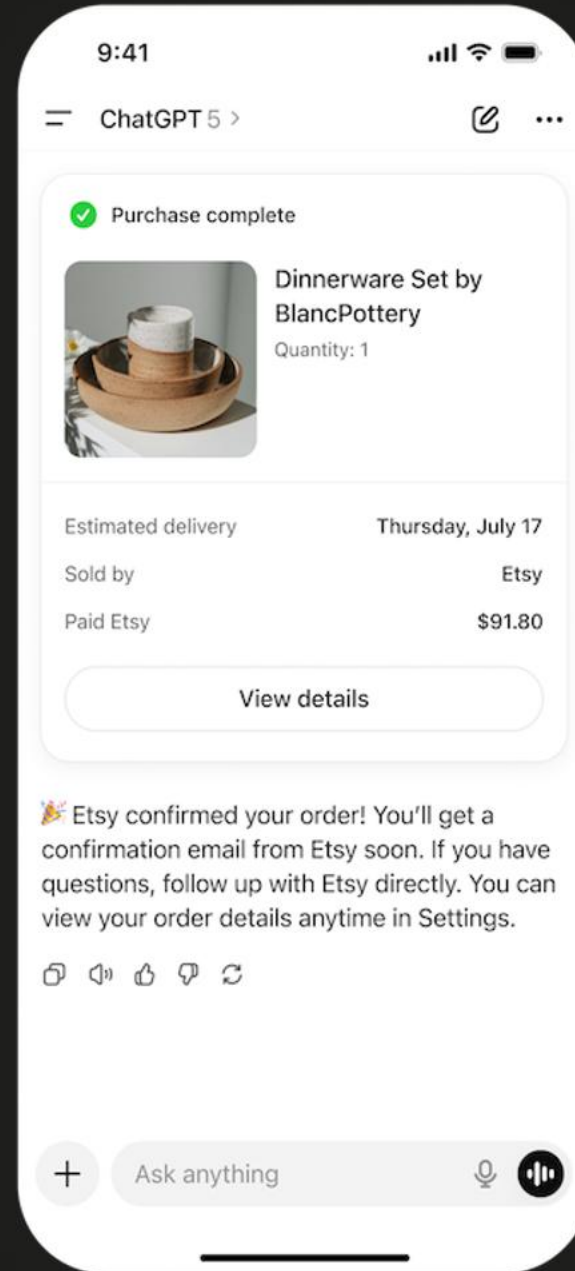 9:41
ChatGPT 5 >
Purchase complete
Dinnerware Set by
BlancPottery
Quantity: 1
Estimated delivery Thursday, July 17
Sold by Etsy
Paid Etsy $91.80
View details
🎉 Etsy confirmed your order! You’ll get a
confirmation email from Etsy soon. If you have
questions, follow up with Etsy directly. You can
view your order details anytime in Settings.
Ask anything